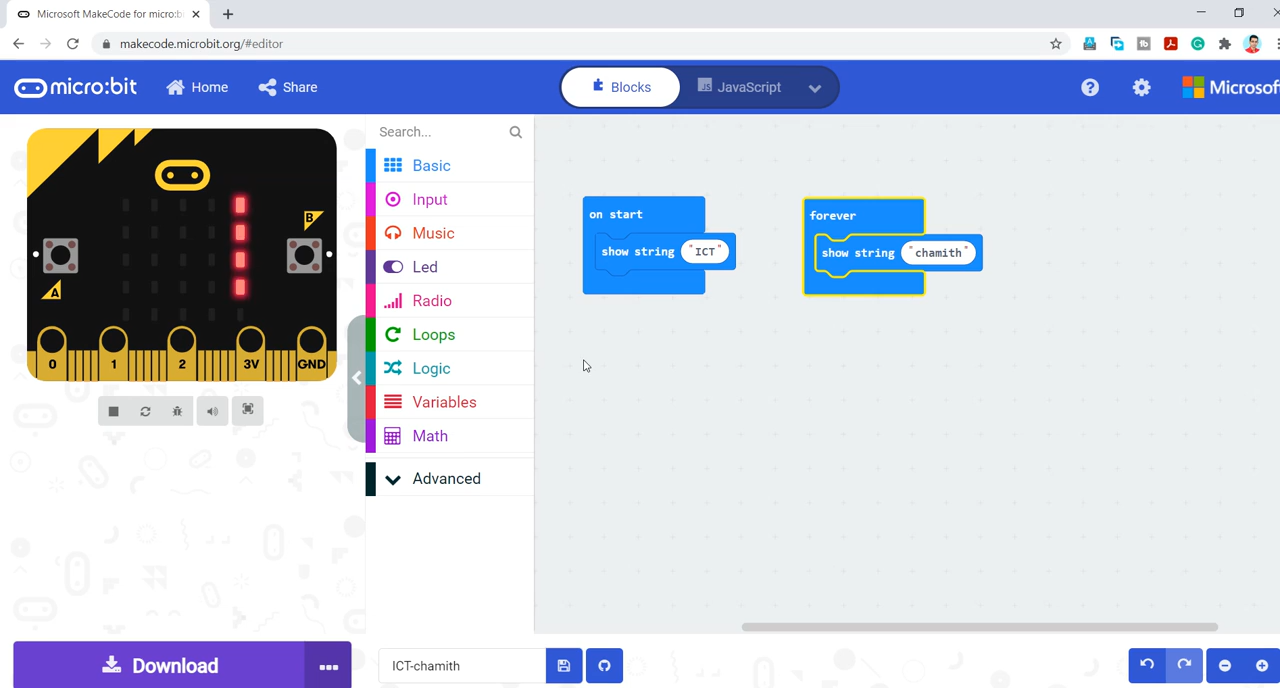 Microsoft MakeCode for micro:bi
makecode.microbit.org/#editor
micro:bit Home Share Blocks JS JavaScript ? Microsof
Search...
Basic
Input
Music
Led
Radio
Loops
Logic
Variables
Math
Advanced
A
B
0 1 2 3V GND
on start
show string "ICT"
forever
show string "chamith"
Download ...
ICT-chamith